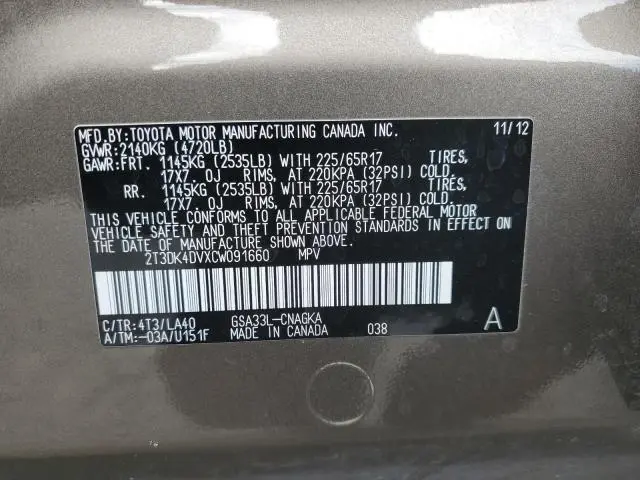 MFD.BY:TOYOTA MOTOR MANUFACTURING CANADA INC. 11/12
GVWR:2140KG (4720LB)
GAWR:FRT. 1145KG (2535LB) WITH 225/65R17 TIRES,
17X7. OJ RIMS, AT 220KPA (32PSI) COLD.
RR. 1145KG (2535LB) WITH 225/65R17 TIRES,
17X7. OJ RIMS, AT 220KPA (32PSI) COLD.
THIS VEHICLE CONFORMS TO ALL APPLICABLE FEDERAL MOTOR
VEHICLE SAFETY AND THEFT PREVENTION STANDARDS IN EFFECT ON
THE DATE OF MANUFACTURE SHOWN ABOVE.
2T3DK4DVXCW091660 MPV
C/TR:4T3/LA40 GSA33L-CNAGKA
A/TM:-03A/U151F MADE IN CANADA 038 A